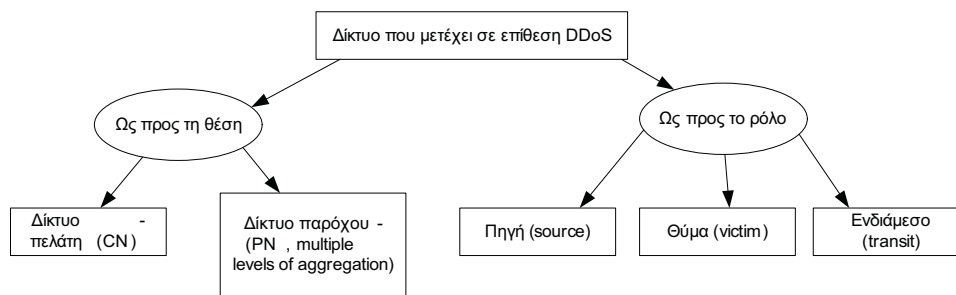 Δίκτυο που μετέχει σε επίθεση DDoS
Ως προς τη θέση
Ως προς το ρόλο
Δίκτυο -
πελάτη (CN)
Δίκτυο παρόχου -
(PN , multiple
levels of aggregation)
Πηγή (source)
Θύμα (victim)
Ενδιάμεσο
(transit)